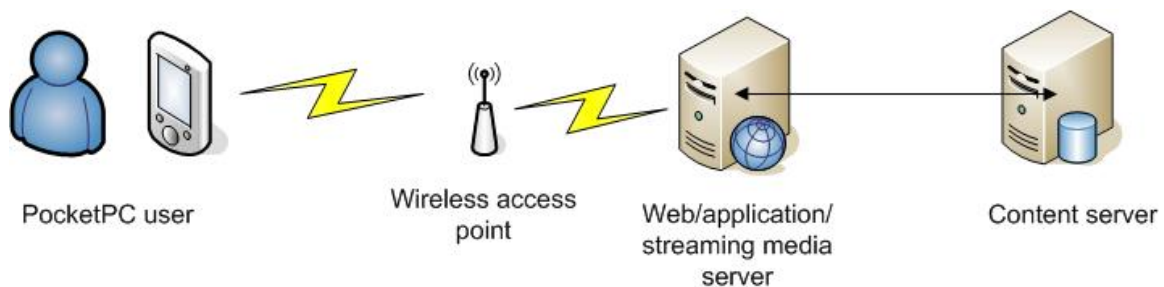 PocketPC user
Wireless access
point
Web/application/
streaming media
server
Content server